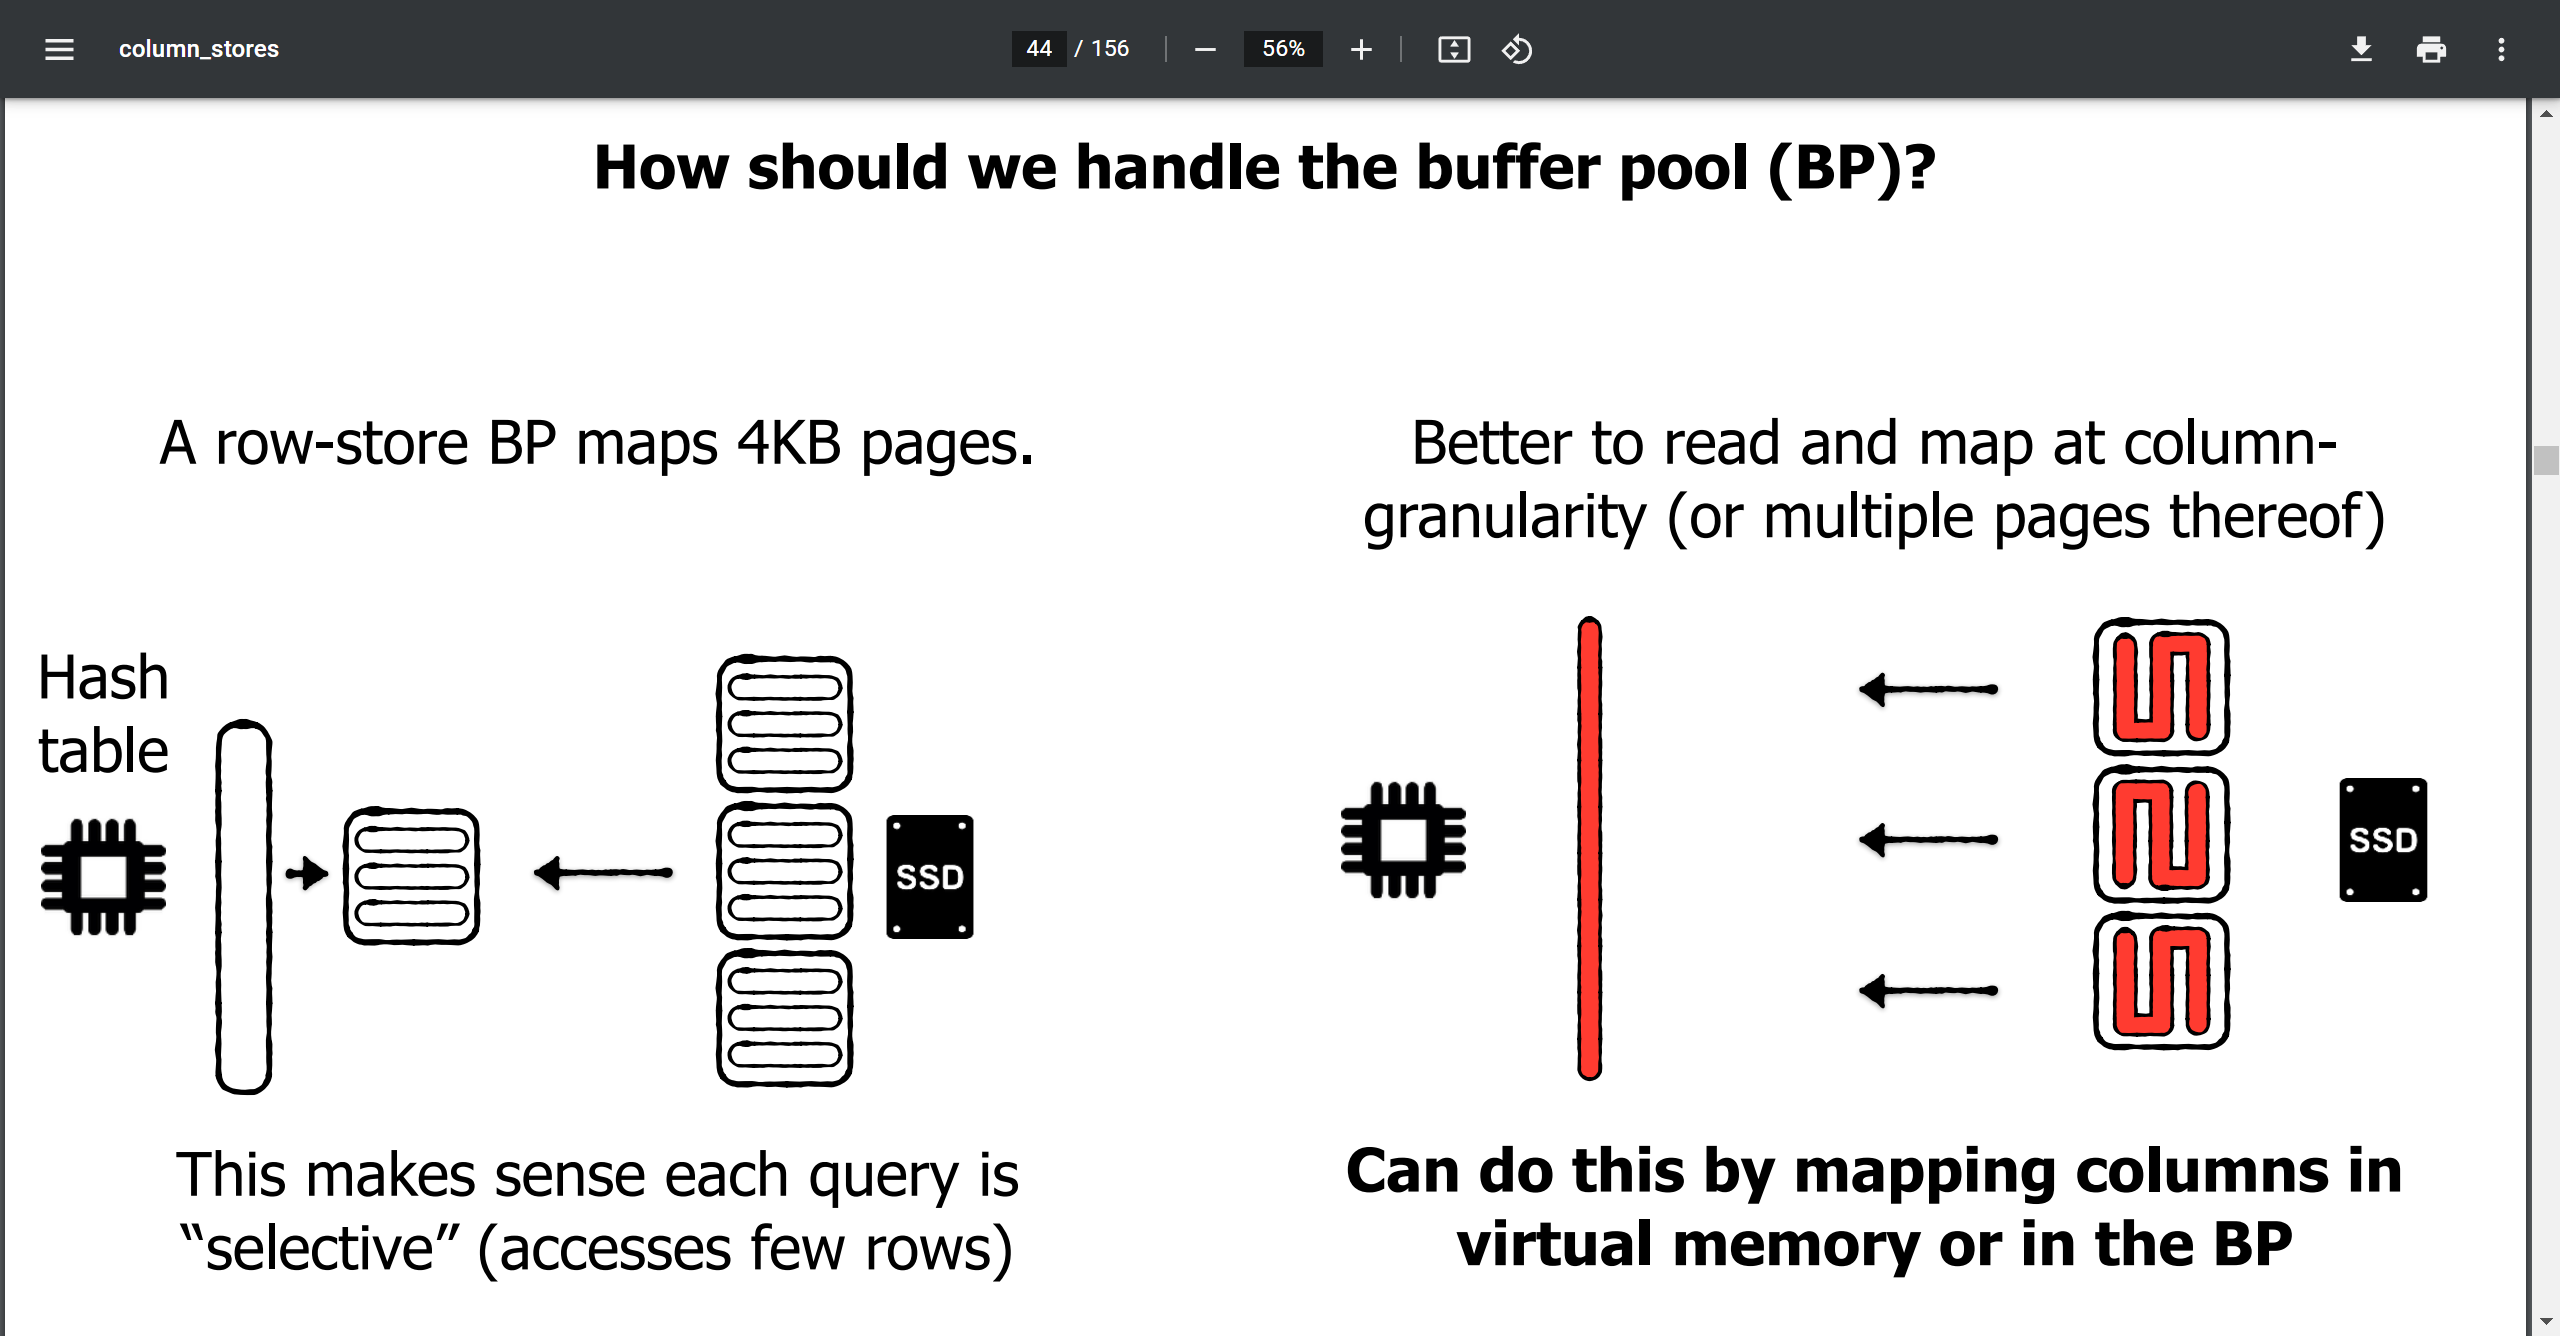 column_stores
44 / 156
56%
How should we handle the buffer pool (BP)?
A row-store BP maps 4KB pages.
Hash
table
SSD
This makes sense each query is
“selective” (accesses few rows)
Better to read and map at column-
granularity (or multiple pages thereof)
SSD
Can do this by mapping columns in
virtual memory or in the BP